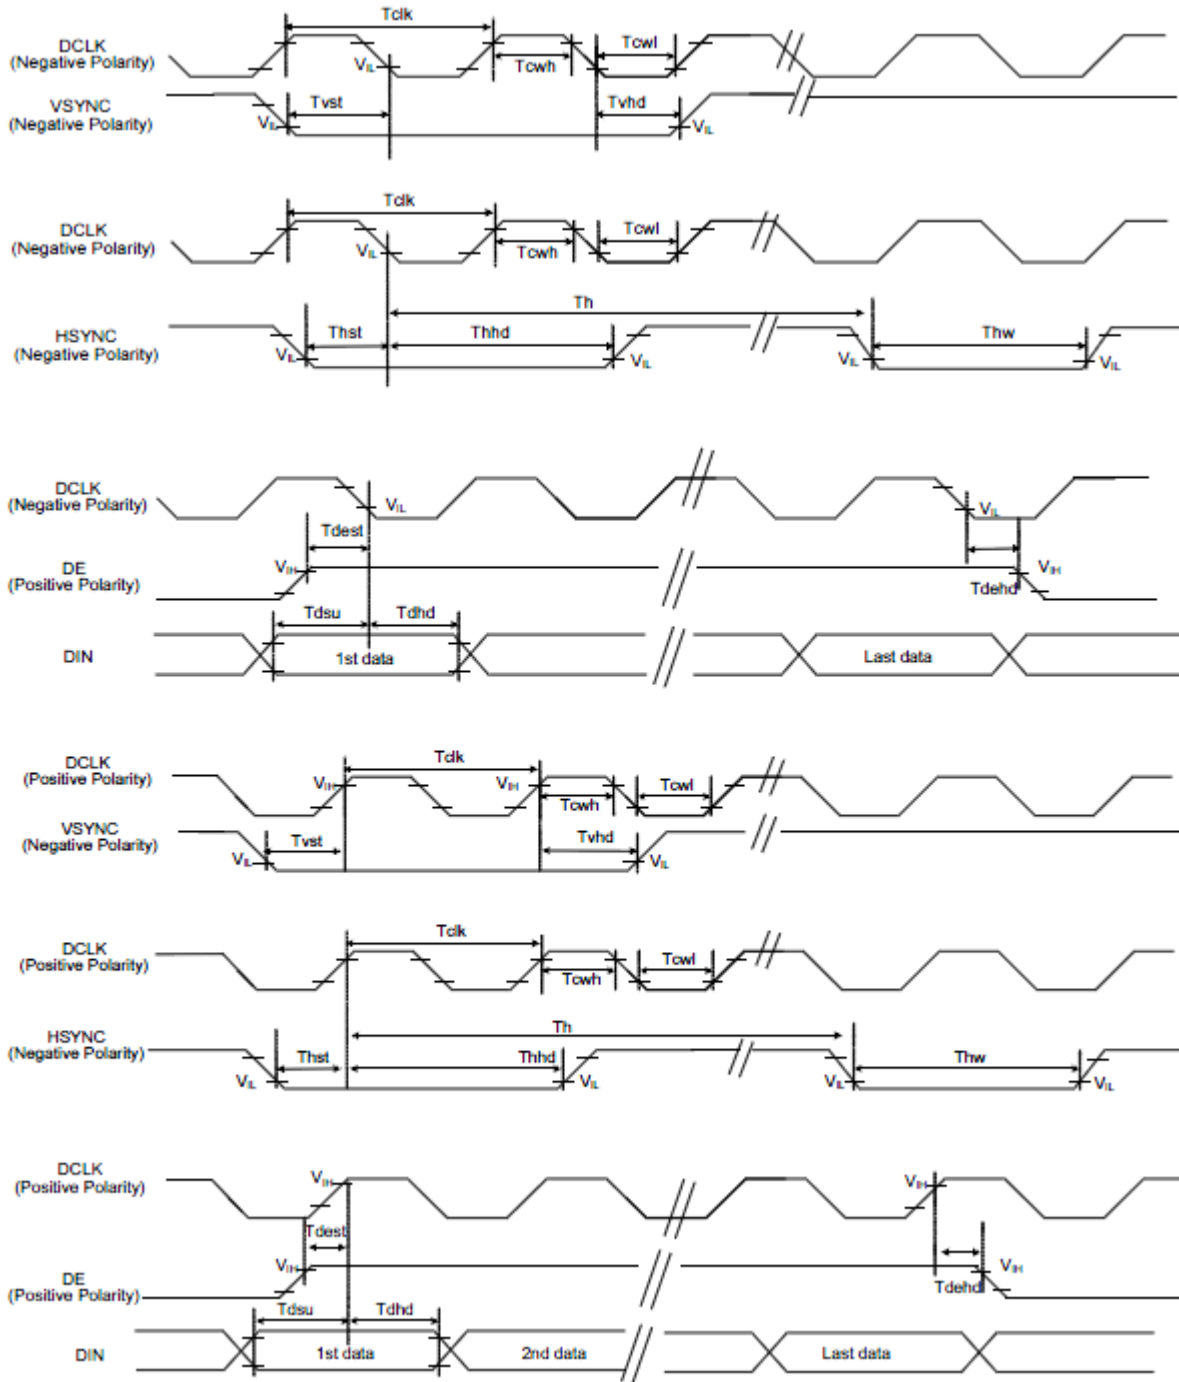 Tclk
DCLK
(Negative Polarity)
VIL
Tcwh
Tcwl
VSYNC
(Negative Polarity)
VIL
Tvst
Tvhd
VIL
Tclk
DCLK
(Negative Polarity)
VIL
Tcwh
Tcwl
Th
HSYNC
(Negative Polarity)
VIL
Thst
Thhd
VIL
VIL
Thw
VIL
DCLK
(Negative Polarity)
VIL
VIL
Tdest
DE
(Positive Polarity)
VIH
VIH
Tdehd
Tdsu
Tdhd
DIN
1st data
Last data
DCLK
(Positive Polarity)
VIH
Tclk
VIH
Tcwh
Tcwl
VSYNC
(Negative Polarity)
VIL
Tvst
Tvhd
VIL
DCLK
(Positive Polarity)
Tclk
Tcwh
Tcwl
Th
HSYNC
(Negative Polarity)
VIL
Thst
Thhd
VIL
VIL
Thw
VIL
DCLK
(Positive Polarity)
VIH
VIH
Tdest
DE
(Positive Polarity)
VIH
VIH
Tdehd
Tdsu
Tdhd
DIN
1st data
2nd data
Last data